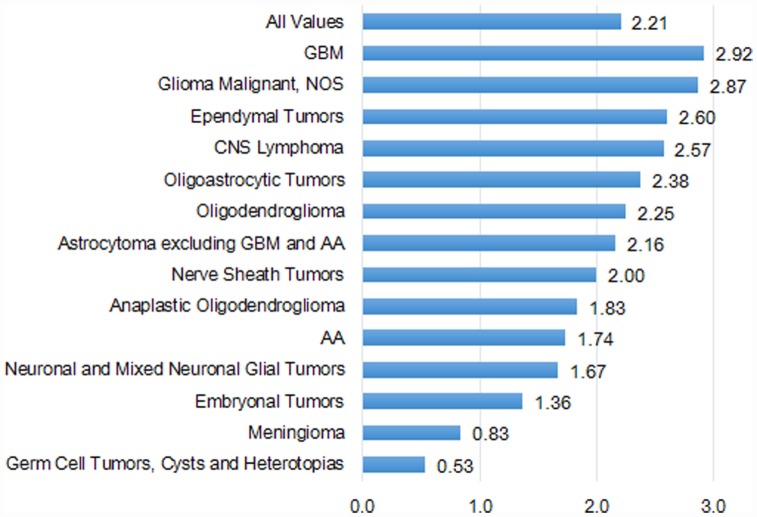 All Values 2.21
GBM 2.92
Glioma Malignant, NOS 2.87
Ependymal Tumors 2.60
CNS Lymphoma 2.57
Oligoastrocytic Tumors 2.38
Oligodendroglioma 2.25
Astrocytoma excluding GBM and AA 2.16
Nerve Sheath Tumors 2.00
Anaplastic Oligodendroglioma 1.83
AA 1.74
Neuronal and Mixed Neuronal Glial Tumors 1.67
Embryonal Tumors 1.36
Meningioma 0.83
Germ Cell Tumors, Cysts and Heterotopias 0.53
0.0 1.0 2.0 3.0